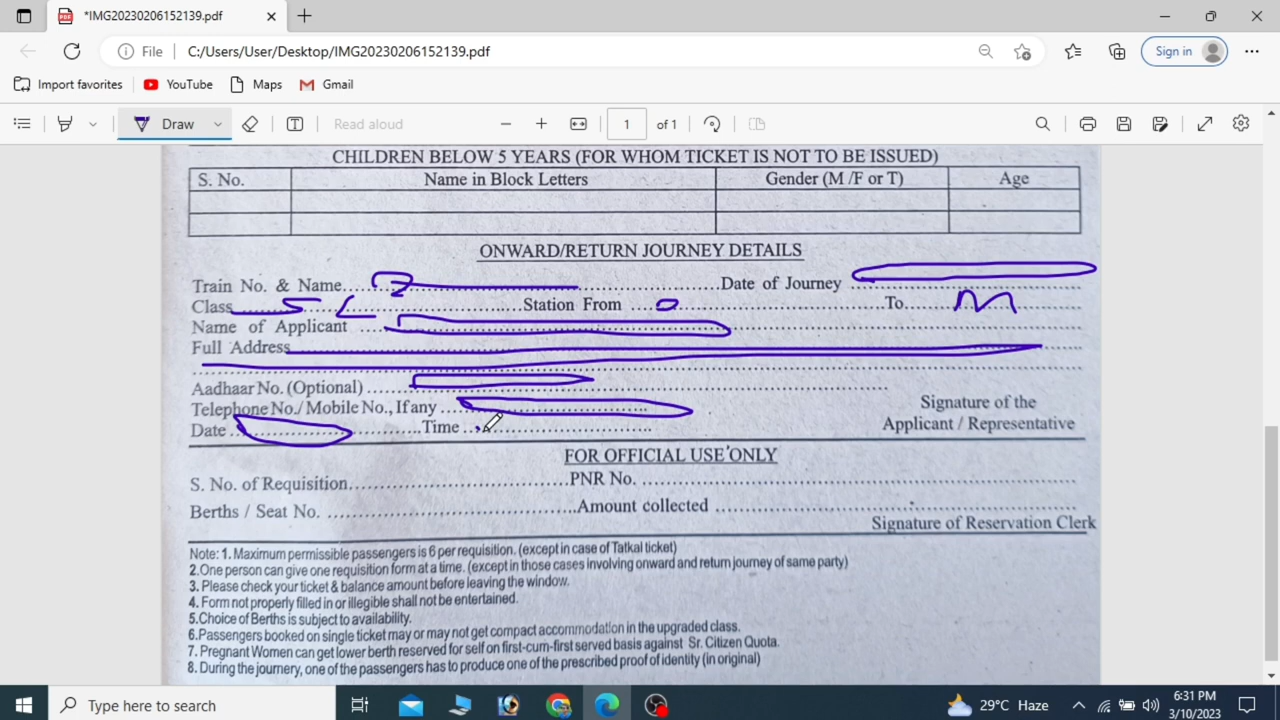 *IMG20230206152139.pdf
File C:/Users/User/Desktop/IMG20230206152139.pdf Sign in
Import favorites YouTube Maps Gmail
Draw Read aloud 1 of 1
CHILDREN BELOW 5 YEARS (FOR WHOM TICKET IS NOT TO BE ISSUED)
S. No. Name in Block Letters Gender (M /F or T) Age
ONWARD/RETURN JOURNEY DETAILS
Train No. & Name Date of Journey
Class S L Station From To M
Name of Applicant
Full Address
Aadhaar No. (Optional)
Telephone No./ Mobile No., If any Signature of the
Date Time Applicant / Representative
FOR OFFICIAL USE ONLY
S. No. of Requisition PNR No.
Berths / Seat No. Amount collected
Signature of Reservation Clerk
Note: 1. Maximum permissible passengers is 6 per requisition. (except in case of Tatkal ticket)
2.One person can give one requisition form at a time. (except in those cases involving onward and return journey of same party)
3. Please check your ticket & balance amount before leaving the window.
4. Form not properly filled in or illegible shall not be entertained.
5.Choice of Berths is subject to availability.
6.Passengers booked on single ticket may or may not get compact accommodation in the upgraded class.
7. Pregnant Women can get lower berth reserved for self on first-cum-first served basis against Sr. Citizen Quota.
8. During the journery, one of the passengers has to produce one of the prescribed proof of identity (in original)
Type here to search 29°C Haze 6:31 PM
3/10/2023